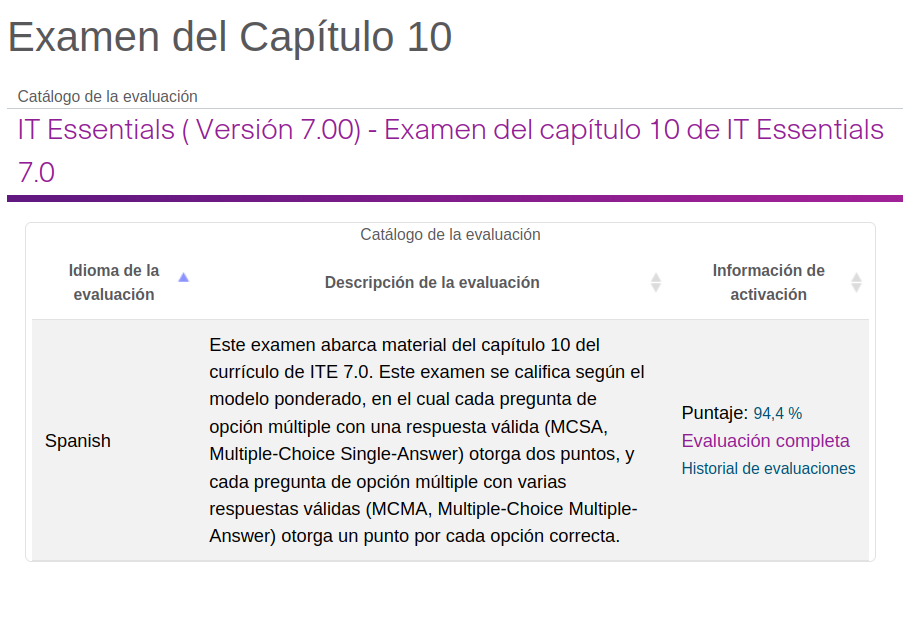 Examen del Capítulo 10
Catálogo de la evaluación
IT Essentials ( Versión 7.00) - Examen del capítulo 10 de IT Essentials
7.0
Catálogo de la evaluación
Idioma de la
evaluación
Descripción de la evaluación
Información de
activación
Spanish
Este examen abarca material del capítulo 10 del
currículo de ITE 7.0. Este examen se califica según el
modelo ponderado, en el cual cada pregunta de
opción múltiple con una respuesta válida (MCSA,
Multiple-Choice Single-Answer) otorga dos puntos, y
cada pregunta de opción múltiple con varias
respuestas válidas (MCMA, Multiple-Choice Multiple-
Answer) otorga un punto por cada opción correcta.
Puntaje: 94,4 %
Evaluación completa
Historial de evaluaciones